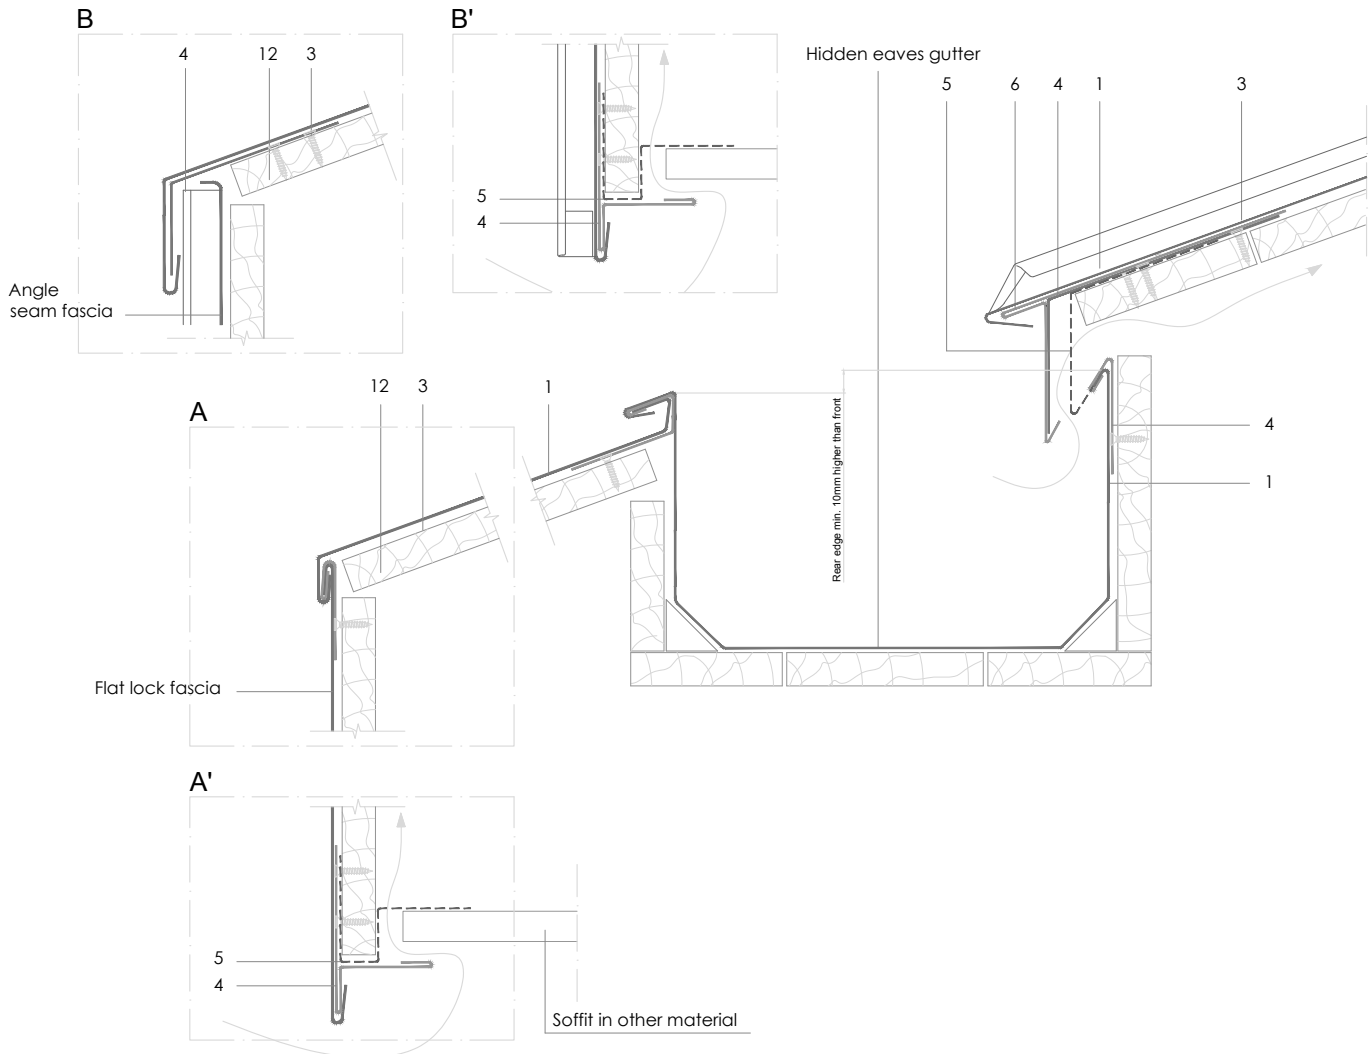 B
4 12 3
Angle
seam fascia
B'
5
4
Hidden eaves gutter
5 6 4 1 3
5
4
1
Rear edge min. 10mm higher than front
A
12 3 1
Flat lock fascia
A'
5
4
Soffit in other material